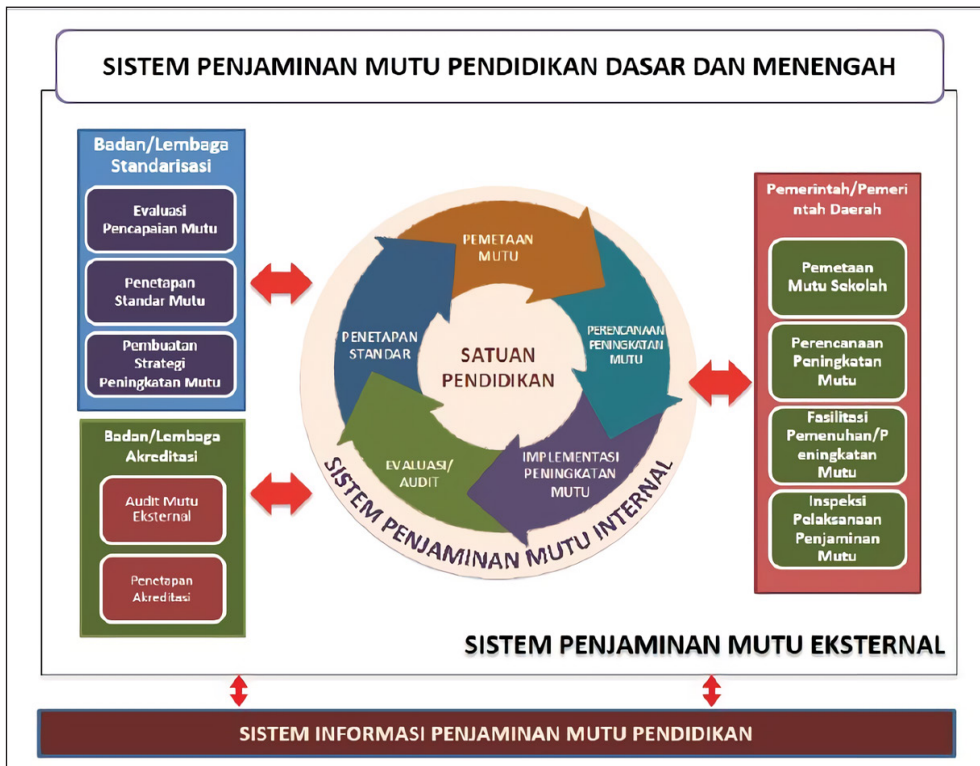 SISTEM PENJAMINAN MUTU PENDIDIKAN DASAR DAN MENENGAH
Badan/Lembaga
Standarisasi
Evaluasi
Pencapaian Mutu
Penetapan
Standar Mutu
Pembuatan
Strategi
Peningkatan Mutu
Badan/Lembaga
Akreditasi
Audit Mutu
Eksternal
Penetapan
Akreditasi
PEMETAAN
MUTU
PERENCANAAN
PENINGKATAN
MUTU
IMPLEMENTASI
PENINGKATAN
MUTU
EVALUASI/
AUDIT
PENETAPAN
STANDAR
SATUAN
PENDIDIKAN
SISTEM PENJAMINAN MUTU INTERNAL
Pemerintah/Pemeri
ntah Daerah
Pemetaan
Mutu Sekolah
Perencanaan
Peningkatan
Mutu
Fasilitasi
Pemenuhan/P
eningkatan
Mutu
Inspeksi
Pelaksanaan
Penjaminan
Mutu
SISTEM PENJAMINAN MUTU EKSTERNAL
SISTEM INFORMASI PENJAMINAN MUTU PENDIDIKAN